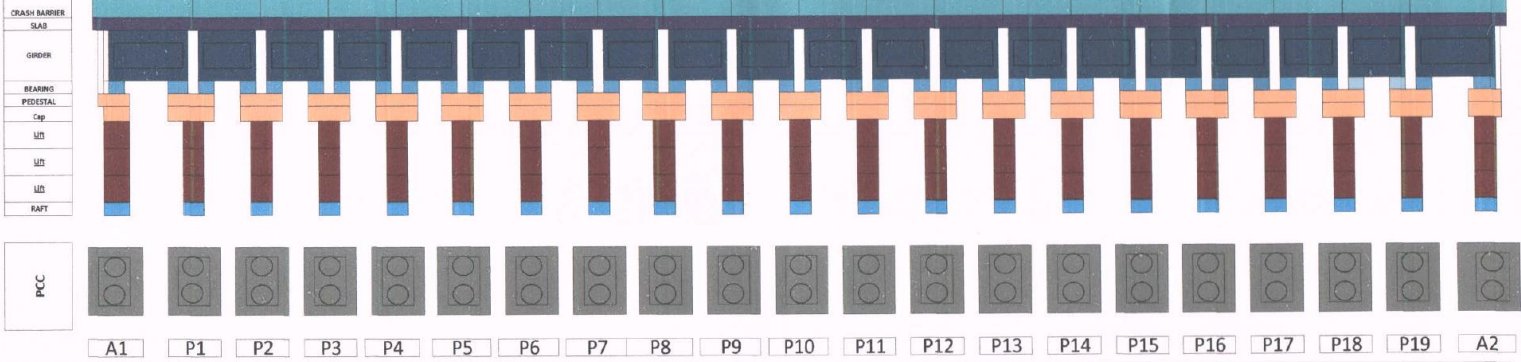 CRASH BARRIER
SLAB
GIRDER
BEARING
PEDESTAL
Cap
Lift
Lift
Lift
RAFT
PCC
A1 P1 P2 P3 P4 P5 P6 P7 P8 P9 P10 P11 P12 P13 P14 P15 P16 P17 P18 P19 A2